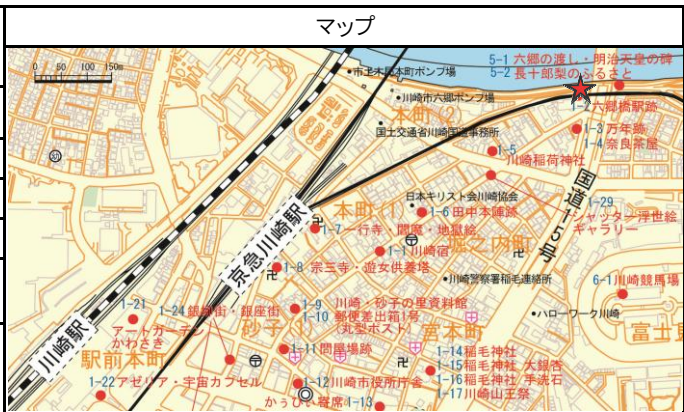 マップ
0 50 100 150m
5-1 六郷の渡し・明治天皇の碑
5-2 長十郎梨のふるさと
川崎市六郷ポンプ場
本町(2)
1-2 六郷橋駅跡
1-3 万年跡
1-4 奈良茶屋
国土交通省川崎国道事務所
1-5
川崎稲荷神社
国道15号
1-29
シャッター浮世絵
ギャラリー
日本キリスト会川崎協会
1-6 田中本陣跡
本町(1)
1-7 一行寺・閻魔・地獄絵
1-1 川崎宿
堀之内町
京急川崎駅
1-8 宗三寺・遊女供養塔
川崎警察署稲毛連絡所
6-1 川崎競馬場
1-9 川崎・砂子の里資料館
1-10 郵便差出箱1号
(丸型ポスト)
ハローワーク川崎
1-21
アートガーデン
かわさき
1-24 銀柳街・銀座街
砂子(1)
宮本町
富士見
川崎駅
駅前本町
1-11 問屋場跡
1-14 稲毛神社
1-15 稲毛神社 大銀杏
1-16 稲毛神社 手洗石
1-17 川崎山王祭
1-22 アゼリア・宇宙カプセル
1-12 川崎市役所庁舎
1-13